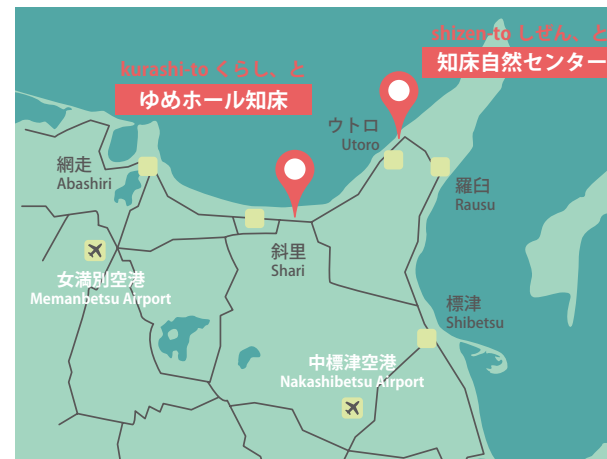 shizen-to しぜん、と
知床自然センター
kurashi-to くらし、と
ゆめホール知床
ウトロ
Utoro
網走
Abashiri
羅臼
Rausu
斜里
Shari
女満別空港
Memanbetsu Airport
標津
Shibetsu
中標津空港
Nakashibetsu Airport